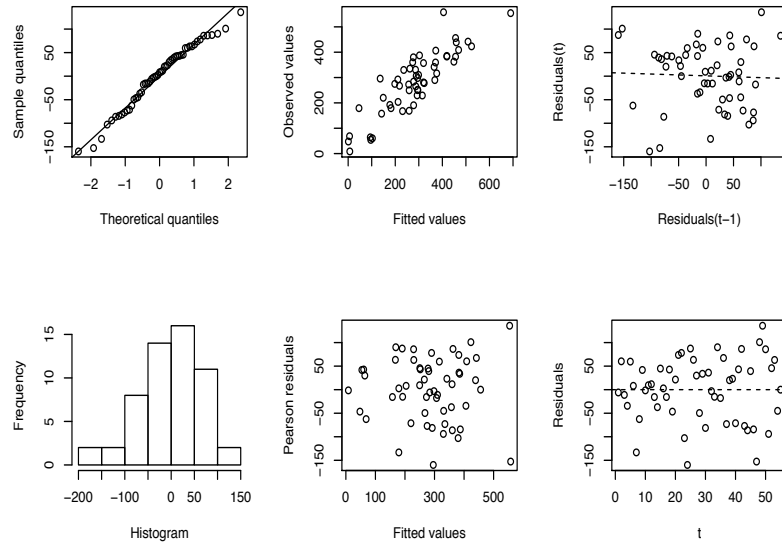 Sample quantiles
−150
−50
50
−2 −1 0 1 2
Theoretical quantiles
Observed values
0
200
400
0 200 400 600
Fitted values
Residuals(t)
−150
−50
50
−150 −50 0 50
Residuals(t−1)
Frequency
0
5
10
15
−200 −100 0 50 150
Histogram
Pearson residuals
−150
−50
50
0 100 300 500
Fitted values
Residuals
−150
−50
50
0 10 20 30 40 50
t